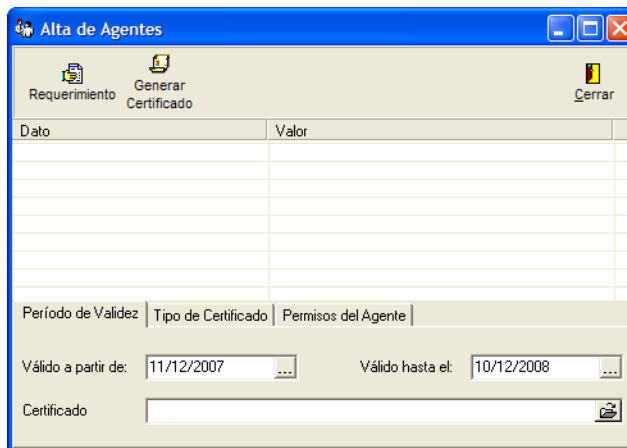 Alta de Agentes
Requerimiento
Generar
Certificado
Cerrar
Dato Valor
Período de Validez Tipo de Certificado Permisos del Agente
Válido a partir de: 11/12/2007 ... Válido hasta el: 10/12/2008 ...
Certificado